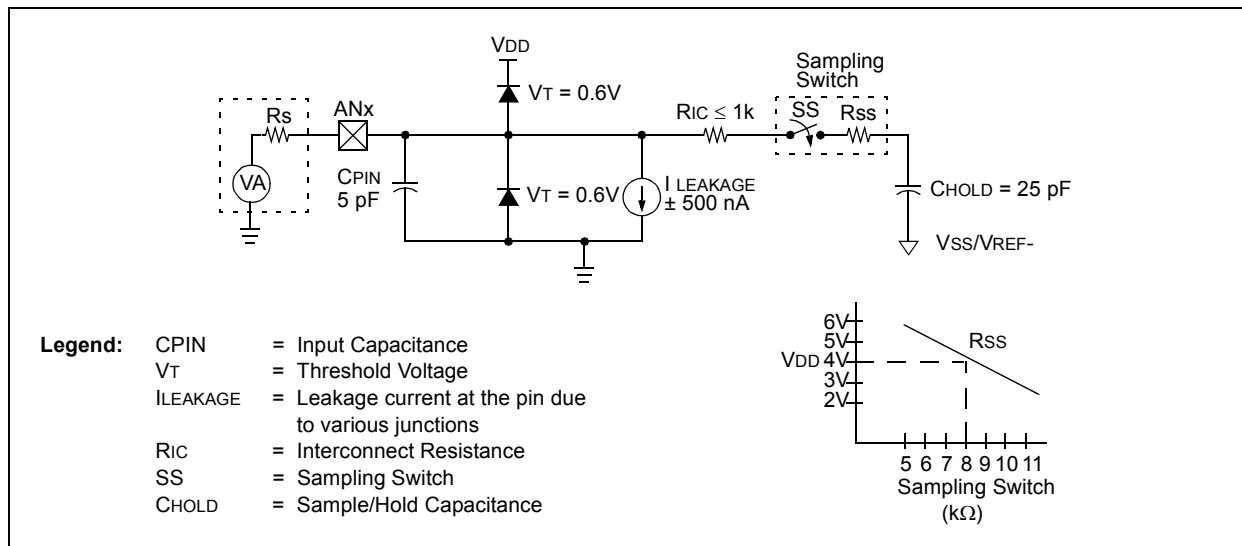 VDD
Sampling
Switch
VT = 0.6V
RIC ≤ 1k
SS
RSS
Rs
ANx
VA
CPIN
5 pF
VT = 0.6V
I LEAKAGE
± 500 nA
CHOLD = 25 pF
VSS/VREF-
Legend: CPIN = Input Capacitance
VT = Threshold Voltage
ILEAKAGE = Leakage current at the pin due
to various junctions
RIC = Interconnect Resistance
SS = Sampling Switch
CHOLD = Sample/Hold Capacitance
6V
5V
VDD 4V
3V
2V
RSS
5 6 7 8 9 10 11
Sampling Switch
(kΩ)